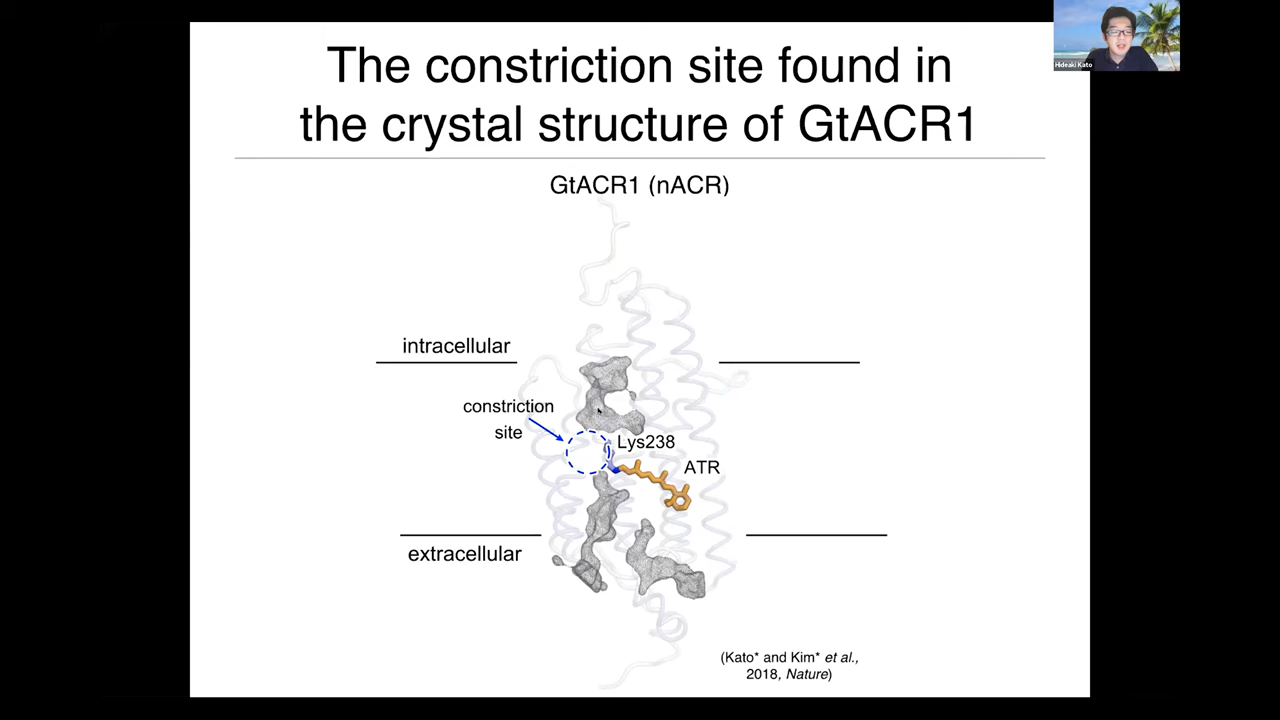 The constriction site found in
the crystal structure of GtACR1
Hideaki Kato
GtACR1 (nACR)
intracellular
constriction
site
Lys238
ATR
extracellular
(Kato* and Kim* et al.,
2018, Nature)